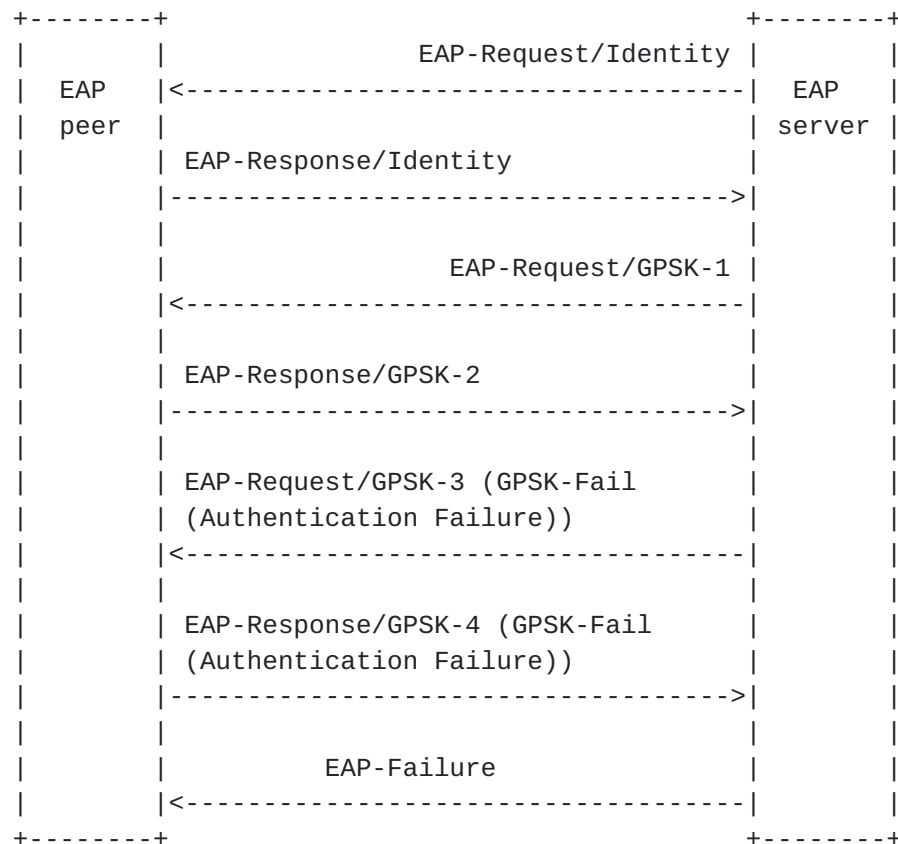 EAP-Request/Identity
EAP EAP
peer server
EAP-Response/Identity
EAP-Request/GPSK-1
EAP-Response/GPSK-2
EAP-Request/GPSK-3 (GPSK-Fail
(Authentication Failure))
EAP-Response/GPSK-4 (GPSK-Fail
(Authentication Failure))
EAP-Failure